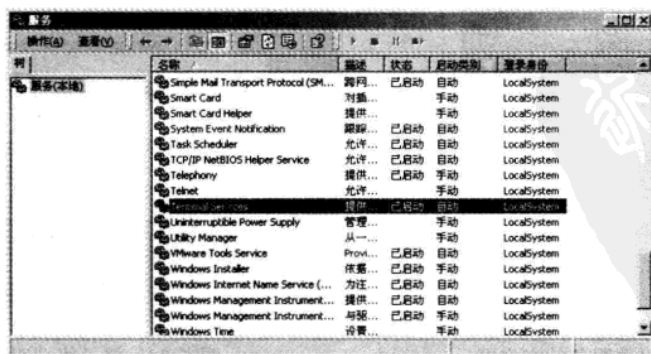 服务
操作(A) 查看(V)
树 名称 描述 状态 启动类别 登录身份
服务(本地)
Simple Mail Transport Protocol (SM... 跨网... 已启动 自动 LocalSystem
Smart Card 对插... 手动 LocalSystem
Smart Card Helper 提供... 手动 LocalSystem
System Event Notification 跟踪... 已启动 自动 LocalSystem
Task Scheduler 允许... 已启动 自动 LocalSystem
TCP/IP NetBIOS Helper Service 允许... 已启动 自动 LocalSystem
Telephony 提供... 已启动 手动 LocalSystem
Telnet 允许... 手动 LocalSystem
Terminal Services 提供... 已启动 自动 LocalSystem
Uninterruptible Power Supply 管理... 手动 LocalSystem
Utility Manager 从一... 手动 LocalSystem
VMware Tools Service Provi... 已启动 自动 LocalSystem
Windows Installer 依据... 已启动 手动 LocalSystem
Windows Internet Name Service (... 为注... 已启动 自动 LocalSystem
Windows Management Instrument... 提供... 已启动 自动 LocalSystem
Windows Management Instrument... 与驱... 已启动 手动 LocalSystem
Windows Time 设置... 手动 LocalSystem